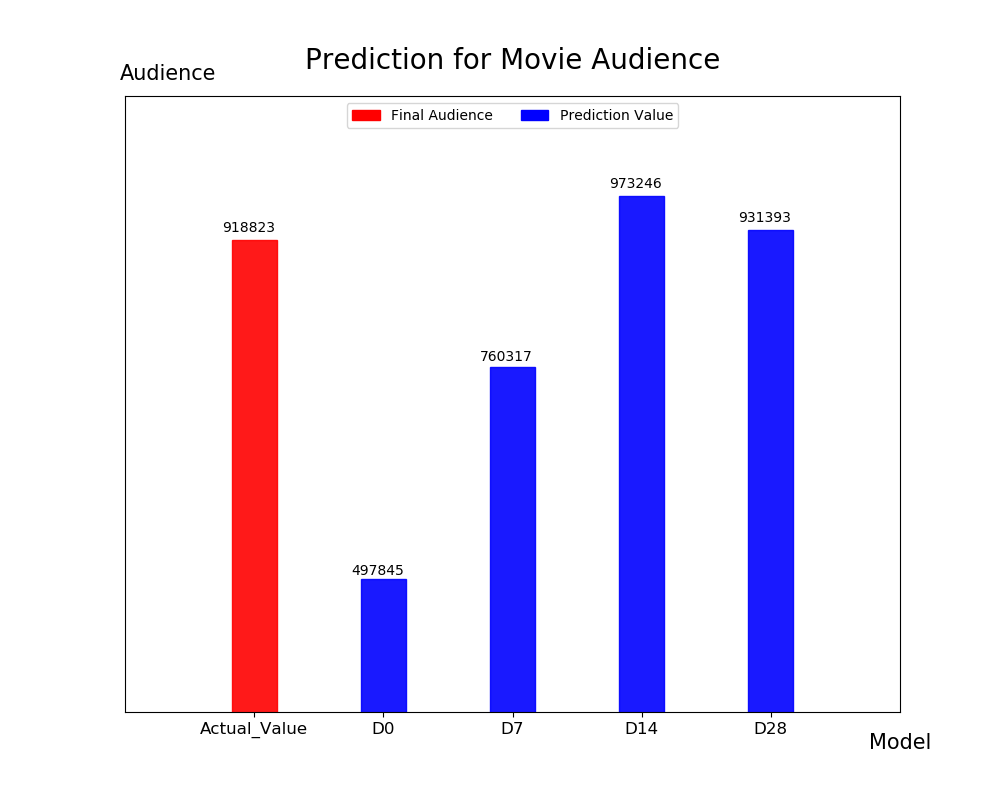 Prediction for Movie Audience
Audience
Final Audience
Prediction Value
973246
931393
918823
760317
497845
Actual_Value
D0
D7
D14
D28
Model